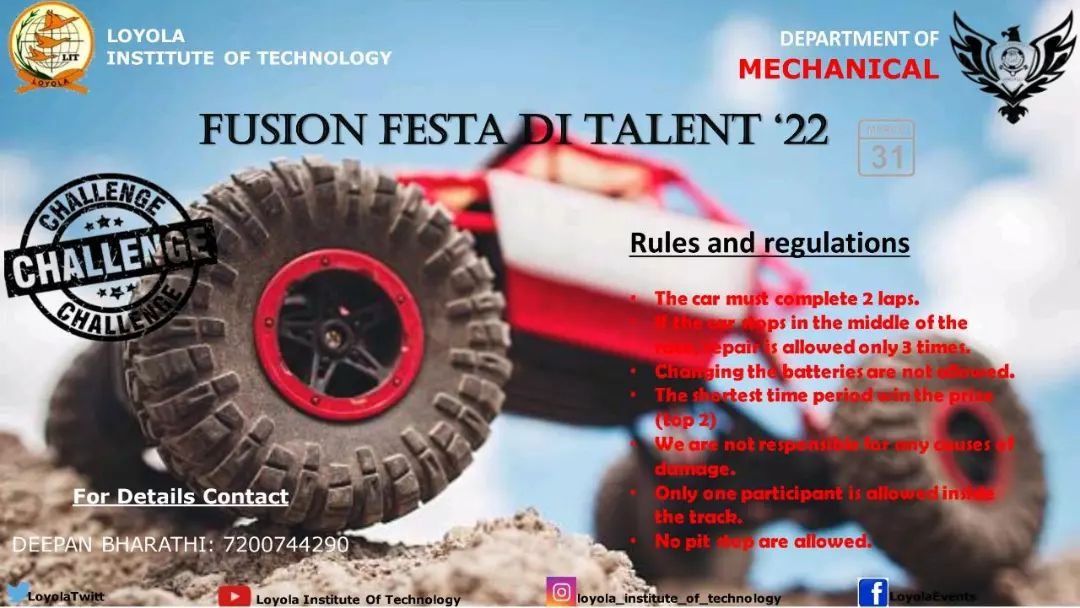 LOYOLA
INSTITUTE OF TECHNOLOGY
LIT
LOYOLA
DEPARTMENT OF
MECHANICAL
FUSION FESTA DI TALENT ‘22
MARCH
31
CHALLENGE
CHALLENGE
CHALLENGE
Rules and regulations
• The car must complete 2 laps.
• If the car stops in the middle of the
race, repair is allowed only 3 times.
• Changing the batteries are not allowed.
• The shortest time period win the prize
(top 2)
• We are not responsible for any causes of
damage.
• Only one participant is allowed inside
the track.
• No pit stop are allowed.
For Details Contact
DEEPAN BHARATHI: 7200744290
LoyolaTwitt
Loyola Institute Of Technology
loyola_institute_of_technology
LoyolaEvents